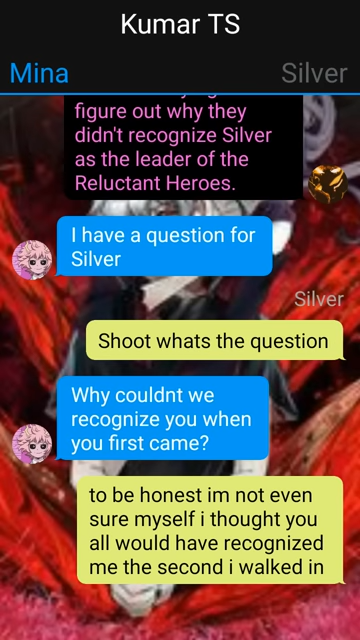 Kumar TS
Mina
Silver
figure out why they
didn't recognize Silver
as the leader of the
Reluctant Heroes.
I have a question for
Silver
Silver
Shoot whats the question
Why couldnt we
recognize you when
you first came?
to be honest im not even
sure myself i thought you
all would have recognized
me the second i walked in